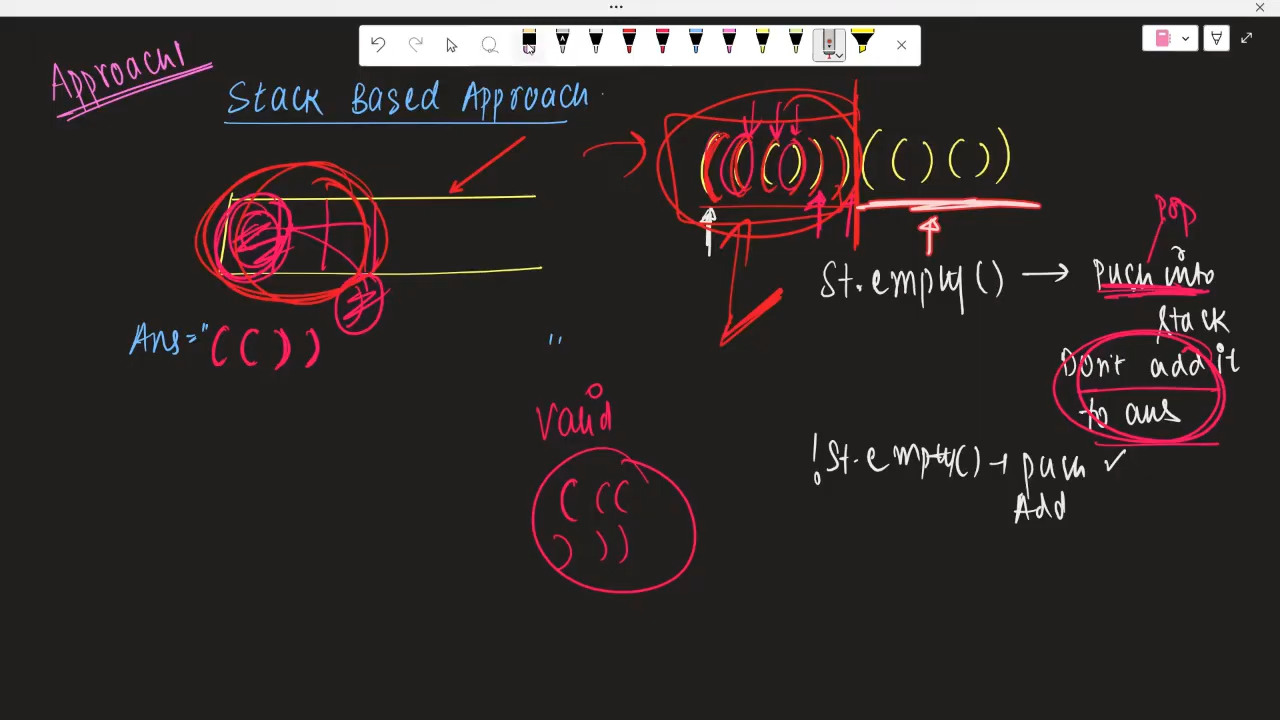 Approach1
Stack Based Approach
(((())))(()())
pop
St.empty() → push into
stack
Don't add it
to ans
Ans="(())"
Valid
(((
)))
!St.empty() → push ✓
Add